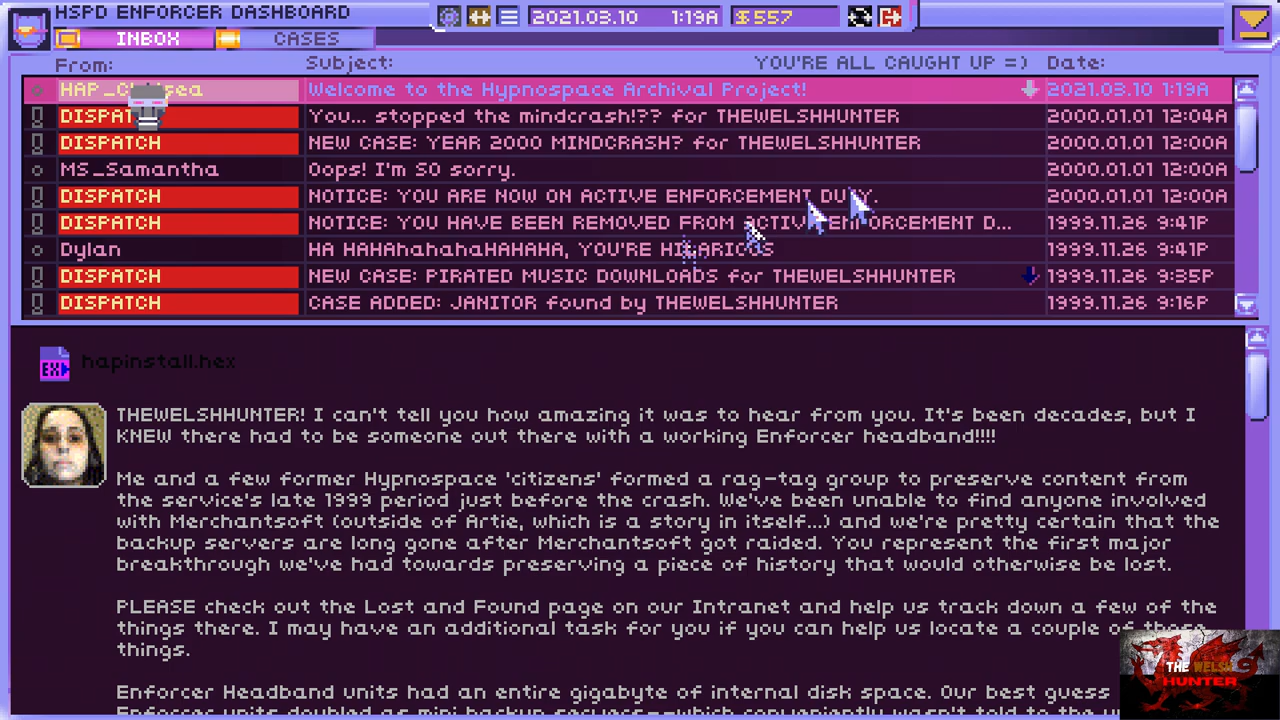 HSPD ENFORCER DASHBOARD
2021.03.10 1:19A
557
INBOX
CASES
From:
Subject:
YOU'RE ALL CAUGHT UP =)
Date:
Welcome to the Hypnospace Archival Project!
2021.03.10 1:19A
You... stopped the mindcrash!?? for THEWELSHHUNTER
2000.01.01 12:04A
DISPATCH
NEW CASE: YEAR 2000 MINDCRASH? for THEWELSHHUNTER
2000.01.01 12:00A
MS_Samantha
Oops! I'm SO sorry.
2000.01.01 12:00A
DISPATCH
NOTICE: YOU ARE NOW ON ACTIVE ENFORCEMENT DUTY.
2000.01.01 12:00A
DISPATCH
NOTICE: YOU HAVE BEEN REMOVED FROM ACTIVE ENFORCEMENT D...
1999.11.26 9:41P
Dylan
HA HAHAhahahaHAHAHA, YOU'RE HILARIOUS
1999.11.26 9:41P
DISPATCH
NEW CASE: PIRATED MUSIC DOWNLOADS for THEWELSHHUNTER
1999.11.26 9:35P
DISPATCH
CASE ADDED: JANITOR found by THEWELSHHUNTER
1999.11.26 9:16P
EX
hapinstall.hex
THEWELSHHUNTER! I can't tell you how amazing it was to hear from you. It's been decades, but I
KNEW there had to be someone out there with a working Enforcer headband!!!!
Me and a few former Hypnospace 'citizens' formed a rag-tag group to preserve content from
the service's late 1999 period just before the crash. We've been unable to find anyone involved
with Merchantsoft (outside of Artie, which is a story in itself...) and we're pretty certain that the
backup servers are long gone after Merchantsoft got raided. You represent the first major
breakthrough we've had towards preserving a piece of history that would otherwise be lost.
PLEASE check out the Lost and Found page on our Intranet and help us track down a few of the
things there. I may have an additional task for you if you can help us locate a couple of those
things.
Enforcer Headband units had an entire gigabyte of internal disk space. Our best guess
Enforcer units doubled as mini backup servers--which conveniently wasn't told to the
THE WELSH
HUNTER